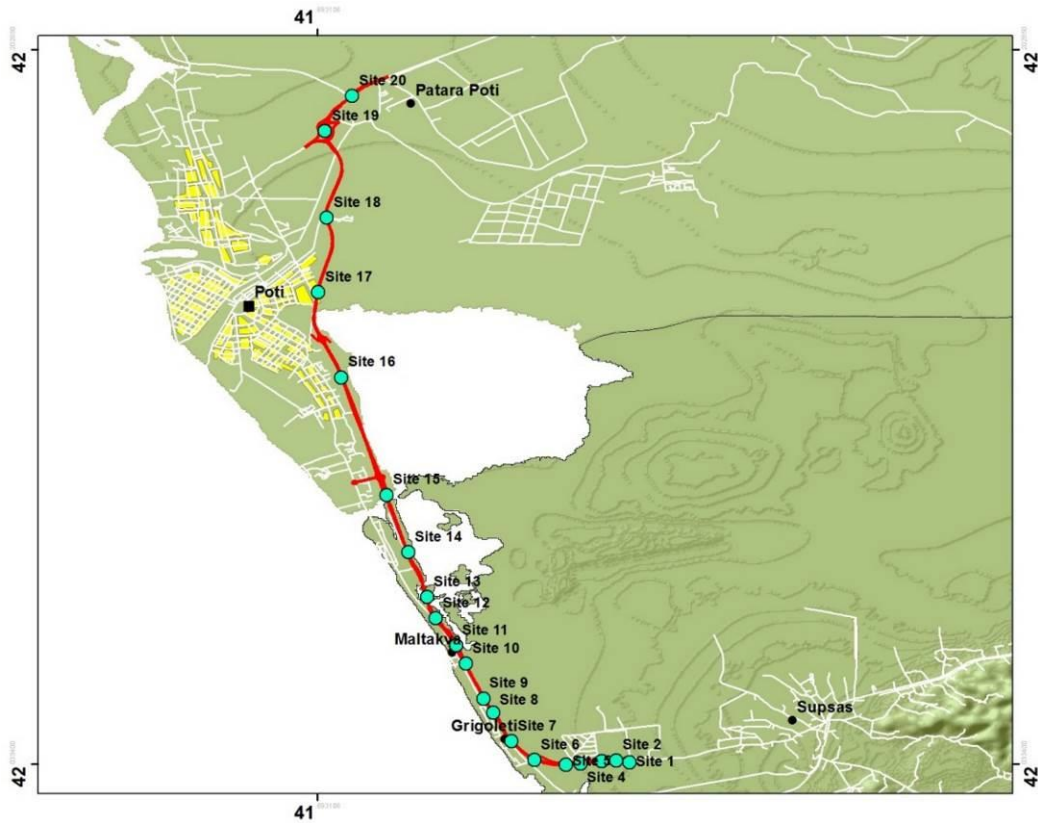 41
42
42
Site 20
Patara Poti
Site 19
Site 18
Site 17
Poti
Site 16
Site 15
Site 14
Site 13
Site 12
Site 11
Maltakva
Site 10
Site 9
Site 8
Supsas
Grigoleti
Site 7
Site 6
Site 2
Site 5
Site 1
Site 4
42
42
41